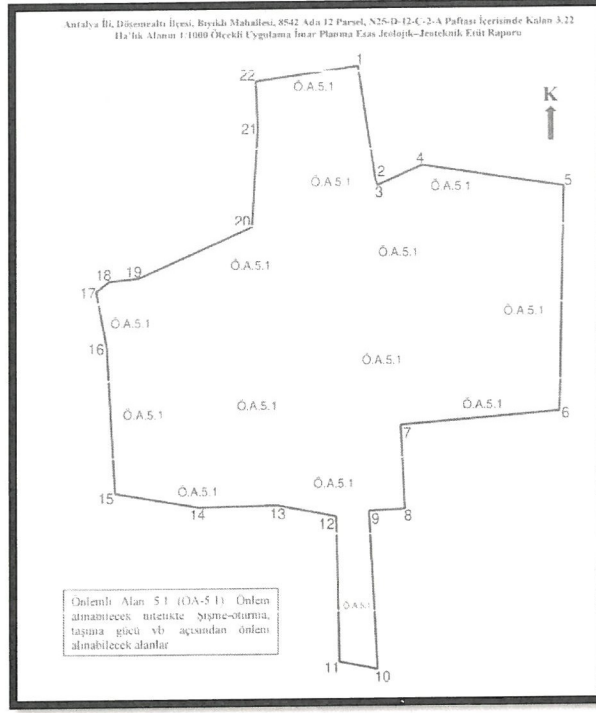 Antalya İli, Döşemealtı İlçesi, Bıyıklı Mahallesi, 8542 Ada 12 Parsel, N25-D-12-C-2-A Paftası İçerisinde Kalan 3.22
Ha'lık Alanın 1/1000 Ölçekli Uygulama İmar Planına Esas Jeolojik–Jeoteknik Etüt Raporu
1
22
Ö.A.5.1
K
21
2
4
3
Ö.A.5.1
Ö.A.5.1
5
20
Ö.A.5.1
Ö.A.5.1
18
19
17
Ö.A.5.1
Ö.A.5.1
16
Ö.A.5.1
Ö.A.5.1
Ö.A.5.1
Ö.A.5.1
6
7
15
Ö.A.5.1
14
13
Ö.A.5.1
12
9
8
Önlemli Alan 5.1 (ÖA-5.1) Önlem
alınabilecek nitelikte Şişme-oturma,
taşıma gücü vb açısından önlem
alınabilecek alanlar
Ö.A.5.1
11
10